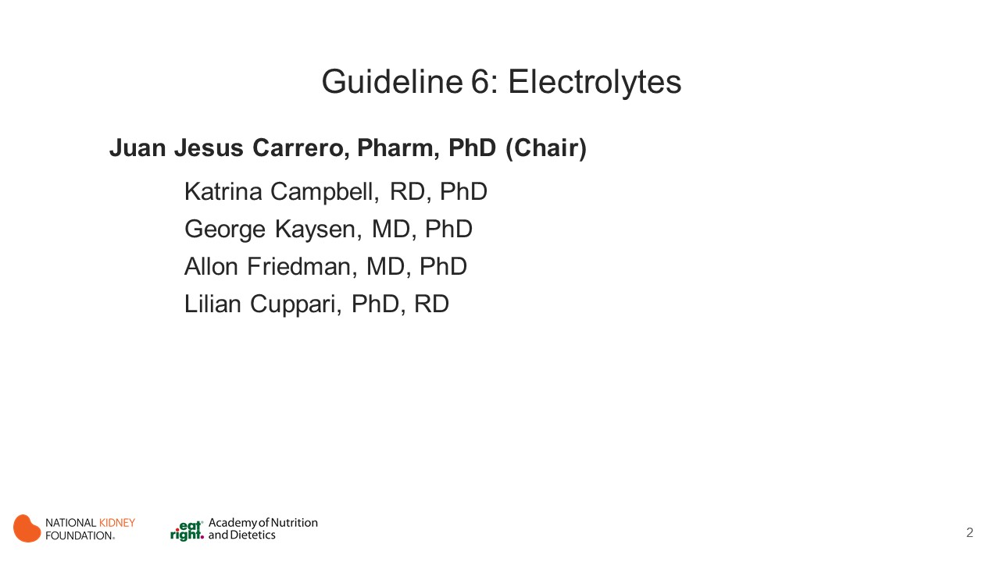 Guideline 6: Electrolytes
Juan Jesus Carrero, Pharm, PhD (Chair)
Katrina Campbell, RD, PhD
George Kaysen, MD, PhD
Allon Friedman, MD, PhD
Lilian Cuppari, PhD, RD
NATIONAL KIDNEY
FOUNDATION®
eat
right.
Academy of Nutrition
and Dietetics
2